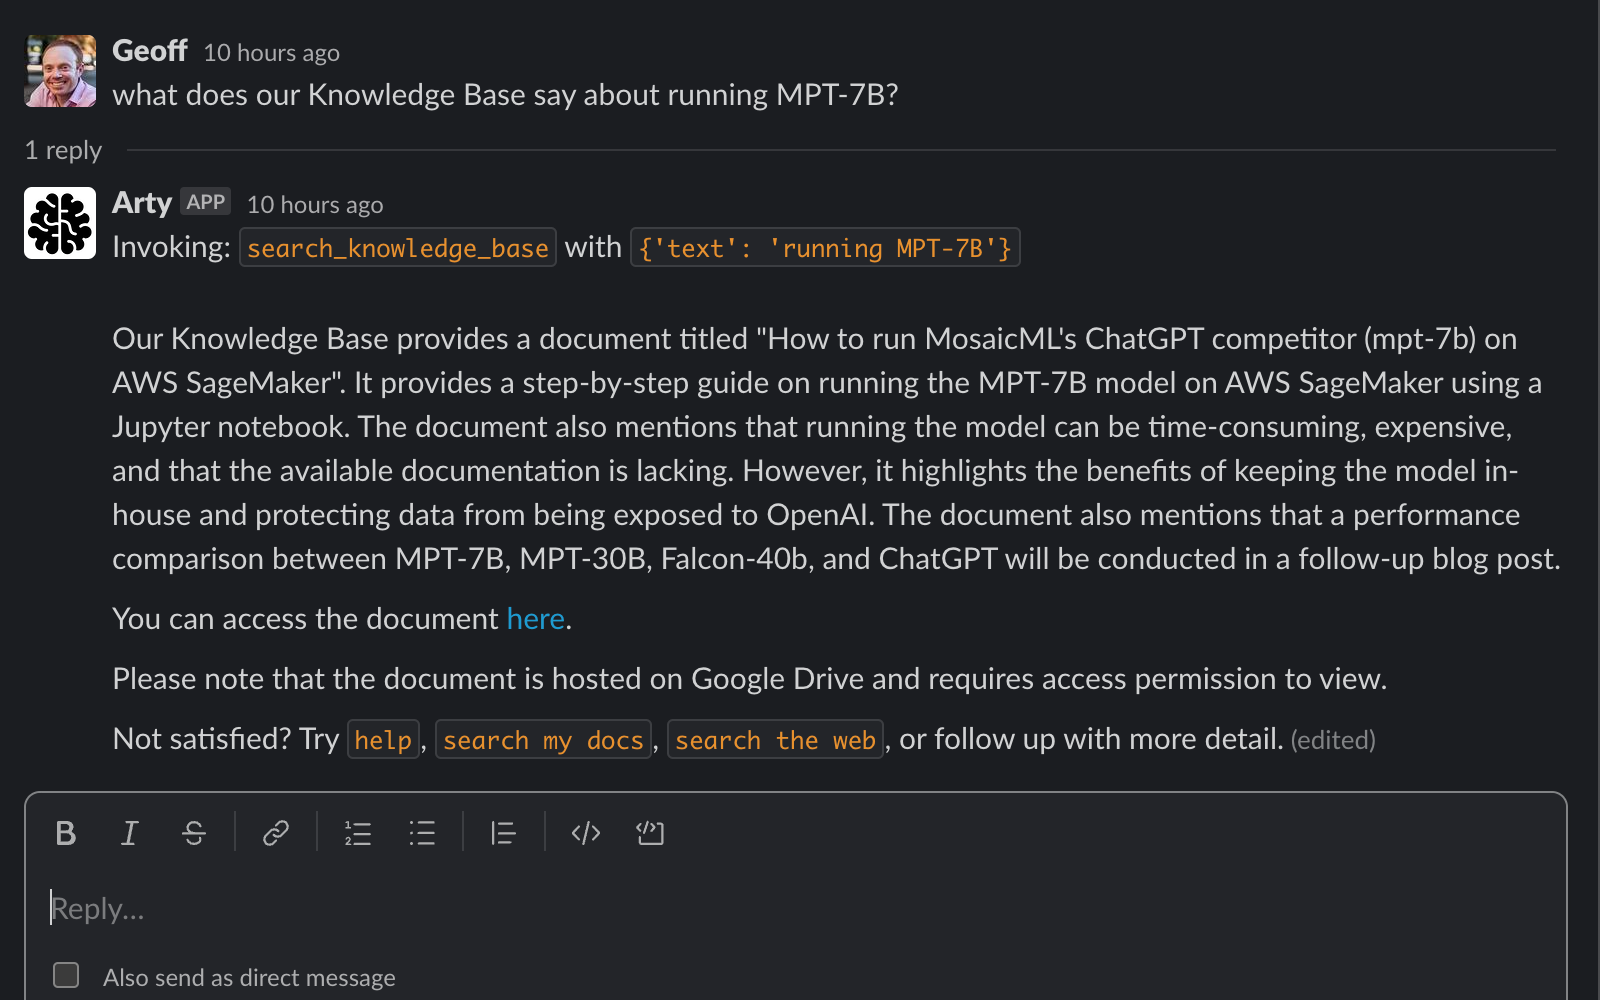 Geoff 10 hours ago
what does our Knowledge Base say about running MPT-7B?
1 reply
Arty APP 10 hours ago
Invoking: search_knowledge_base with {'text': 'running MPT-7B'}
Our Knowledge Base provides a document titled "How to run MosaicML's ChatGPT competitor (mpt-7b) on
AWS SageMaker". It provides a step-by-step guide on running the MPT-7B model on AWS SageMaker using a
Jupyter notebook. The document also mentions that running the model can be time-consuming, expensive,
and that the available documentation is lacking. However, it highlights the benefits of keeping the model in-
house and protecting data from being exposed to OpenAI. The document also mentions that a performance
comparison between MPT-7B, MPT-30B, Falcon-40b, and ChatGPT will be conducted in a follow-up blog post.
You can access the document here.
Please note that the document is hosted on Google Drive and requires access permission to view.
Not satisfied? Try help, search my docs, search the web, or follow up with more detail. (edited)
Reply...
Also send as direct message